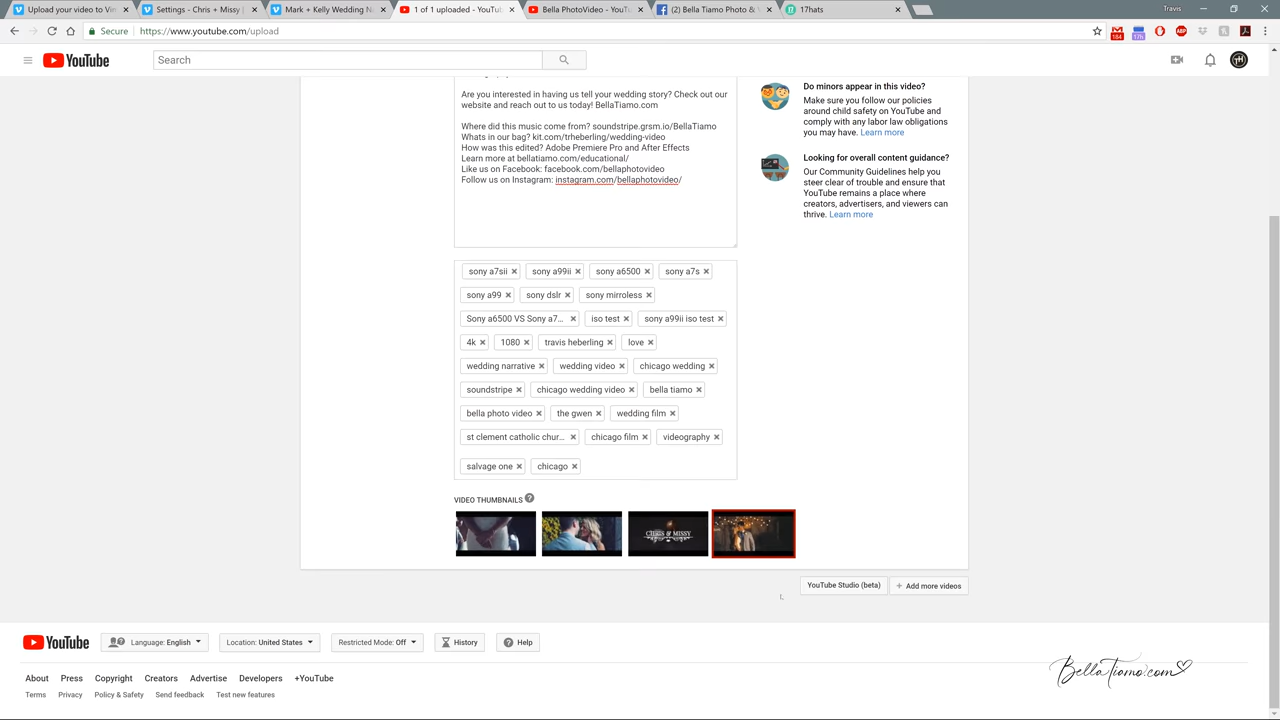 Travis
Upload your video to Vim
Settings - Chris + Missy
Mark + Kelly Wedding N
1 of 1 uploaded - YouTu
Bella PhotoVideo - YouTu
(2) Bella Tiamo Photo &
17hats
Secure https://www.youtube.com/upload
184
YouTube
Search
Are you interested in having us tell your wedding story? Check out our
website and reach out to us today! BellaTiamo.com
Where did this music come from? soundstripe.grsm.io/BellaTiamo
Whats in our bag? kit.com/trheberling/wedding-video
How was this edited? Adobe Premiere Pro and After Effects
Learn more at bellatiamo.com/educational/
Like us on Facebook: facebook.com/bellaphotovideo
Follow us on Instagram: instagram.com/bellaphotovideo/
Do minors appear in this video?
Make sure you follow our policies
around child safety on YouTube and
comply with any labor law obligations
you may have. Learn more
Looking for overall content guidance?
Our Community Guidelines help you
steer clear of trouble and ensure that
YouTube remains a place where
creators, advertisers, and viewers can
thrive. Learn more
sony a7sii sony a99ii sony a6500 sony a7s
sony a99 sony dslr sony mirroless
Sony a6500 VS Sony a7... iso test sony a99ii iso test
4k 1080 travis heberling love
wedding narrative wedding video chicago wedding
soundstripe chicago wedding video bella tiamo
bella photo video the gwen wedding film
st clement catholic chur... chicago film videography
salvage one chicago
VIDEO THUMBNAILS
CHRIS & MISSY
YouTube Studio (beta) + Add more videos
YouTube Language: English Location: United States Restricted Mode: Off History Help
About Press Copyright Creators Advertise Developers +YouTube
Terms Privacy Policy & Safety Send feedback Test new features
BellaTiamo.com